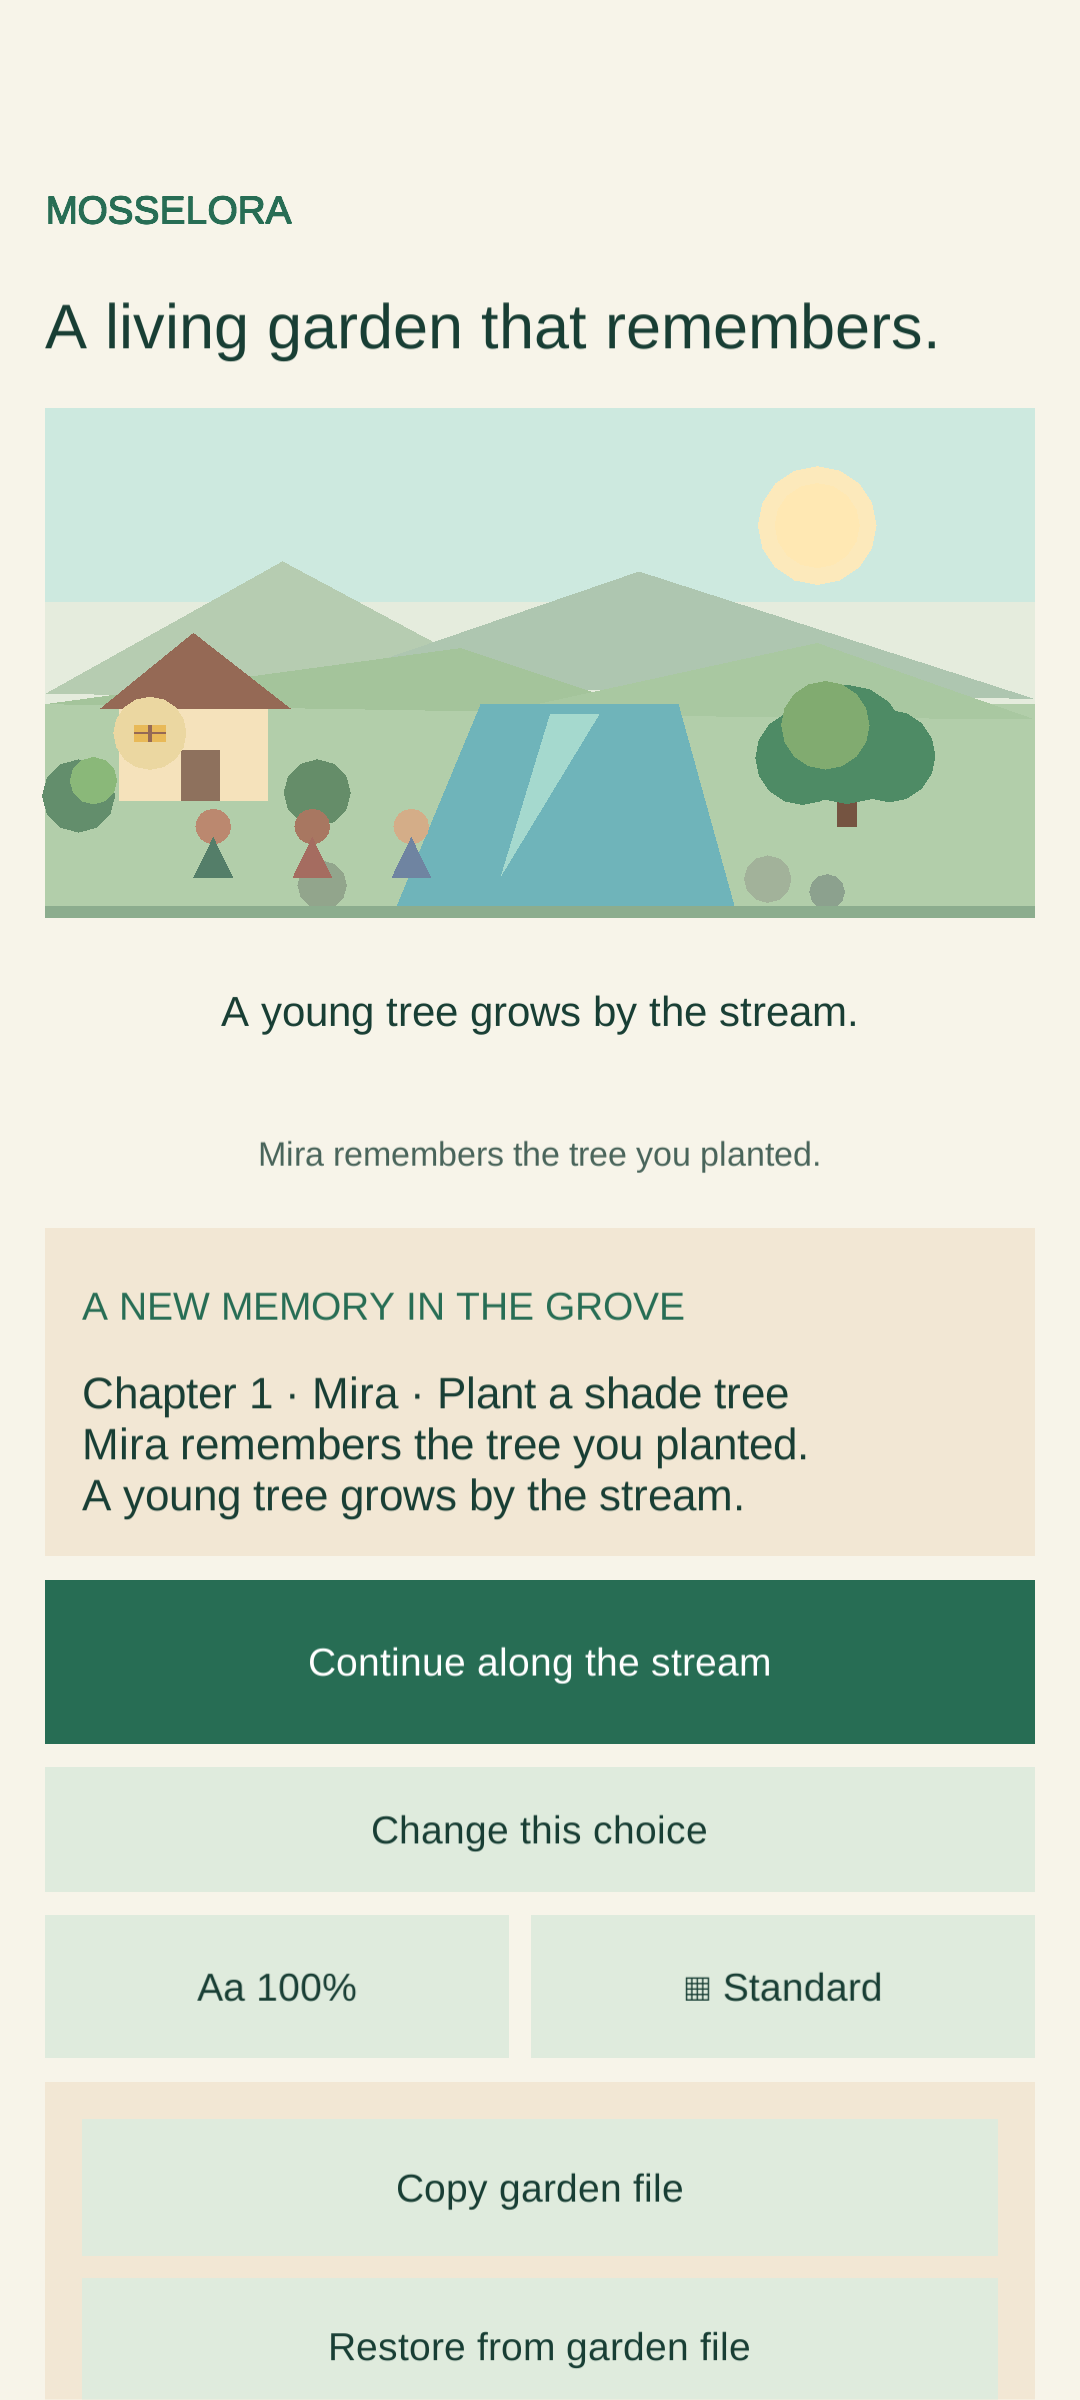 MOSSELORA
A living garden that remembers.
A young tree grows by the stream.
Mira remembers the tree you planted.
A NEW MEMORY IN THE GROVE
Chapter 1 · Mira · Plant a shade tree
Mira remembers the tree you planted.
A young tree grows by the stream.
Continue along the stream
Change this choice
Aa 100%
▦ Standard
Copy garden file
Restore from garden file